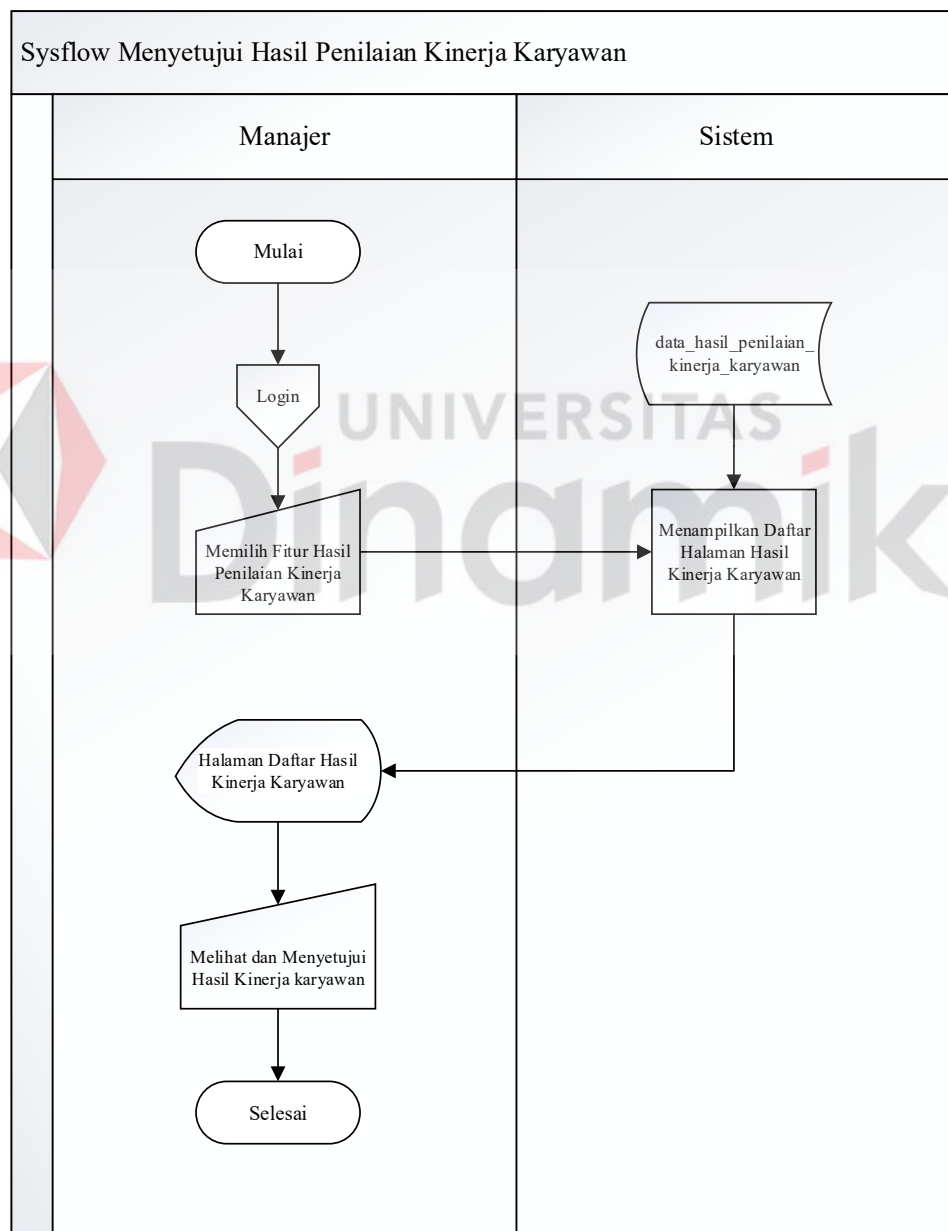 Sysflow Menyetujui Hasil Penilaian Kinerja Karyawan
Manajer
Sistem
Mulai
data_hasil_penilaian_
kinerja_karyawan
Login
UNIVERSITAS
Dinamika
Memilih Fitur Hasil
Penilaian Kinerja
Karyawan
Menampilkan Daftar
Halaman Hasil
Kinerja Karyawan
Halaman Daftar Hasil
Kinerja Karyawan
Melihat dan Menyetujui
Hasil Kinerja karyawan
Selesai